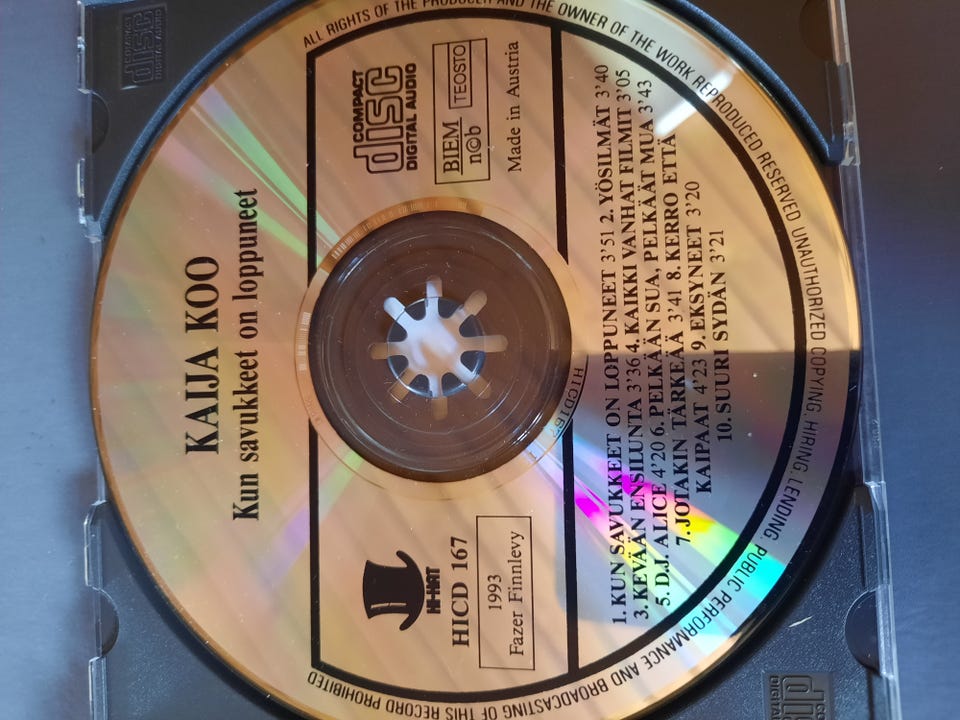 KAIJA KOO
Kun savukkeet on loppuneet
HI-HAT
HICD 167
1993
Fazer Finnlevy
COMPACT
disc
DIGITAL AUDIO
BIEM
n©b
TEOSTO
Made in Austria
1. KUN SAVUKKEET ON LOPPUNEET 3'51 2. YÖSILMÄT 3'40
3. KEVÄÄN ENSILUNTA 3'36 4. KAIKKI VANHAT FILMIT 3'05
5. D.J. ALICE 4'20 6. PELKÄÄN SUA, PELKÄÄT MUA 3'43
7. JOTAKIN TÄRKEÄÄ 3'41 8. KERRO ETTÄ
KAIPAAT 4'23 9. EKSYNEET 3'20
10. SUURI SYDÄN 3'21
ALL RIGHTS OF THE PRODUCER AND THE OWNER OF THE WORK REPRODUCED RESERVED UNAUTHORIZED COPYING, HIRING, LENDING, PUBLIC PERFORMANCE AND BROADCASTING OF THIS RECORD PROHIBITED
COMPACT
disc
DIGITAL AUDIO